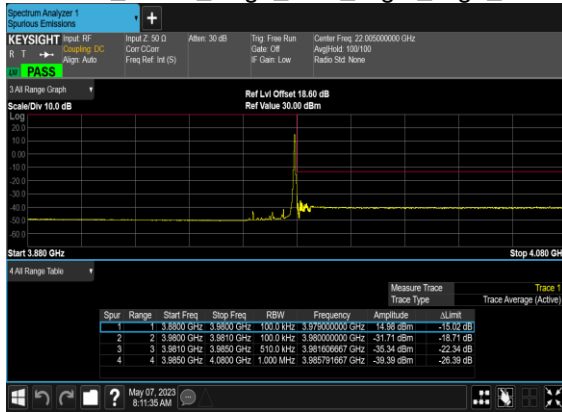 Spectrum Analyzer 1
Spurious Emissions
+
KEYSIGHT Input: RF Input Z: 50 Ω Atten: 30 dB Trig: Free Run Center Freq: 22.005000000 GHz
R T Coupling: DC Corr CCorr Gate: Off Avg|Hold: 100/100
Align: Auto Freq Ref: Int (S) IF Gain: Low Radio Std: None
PASS
3 All Range Graph Ref Lvl Offset 18.60 dB
Scale/Div 10.0 dB Ref Value 30.00 dBm
Log
20.0
10.0
0.00
-10.0
-20.0
-30.0
-40.0
-50.0
-60.0
Start 3.880 GHz Stop 4.080 GH
4 All Range Table
Measure Trace Trace 1
Trace Type Trace Average (Active)
Spur Range Start Freq Stop Freq RBW Frequency Amplitude ΔLimit
1 1 3.8800 GHz 3.9800 GHz 100.0 kHz 3.979000000 GHz 14.98 dBm -15.02 dB
2 2 3.9800 GHz 3.9810 GHz 100.0 kHz 3.980000000 GHz -31.71 dBm -18.71 dB
3 3 3.9810 GHz 3.9850 GHz 510.0 kHz 3.981606667 GHz -35.34 dBm -22.34 dB
4 4 3.9850 GHz 4.0800 GHz 1.000 MHz 3.985791667 GHz -39.39 dBm -26.39 dB
? May 07, 2023
8:11:35 AM